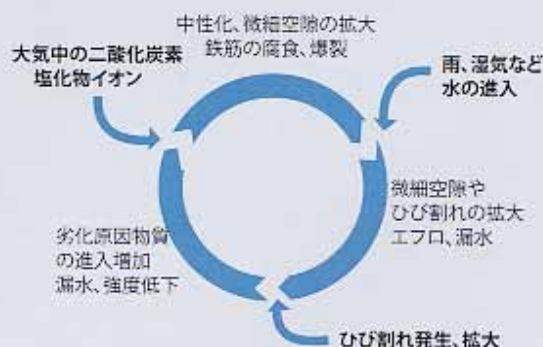 中性化、微細空隙の拡大
鉄筋の腐食、爆裂
大気中の二酸化炭素
塩化物イオン
雨、湿気など
水の進入
微細空隙や
ひび割れの拡大
エフロ、漏水
劣化原因物質
の進入増加
漏水、強度低下
ひび割れ発生、拡大